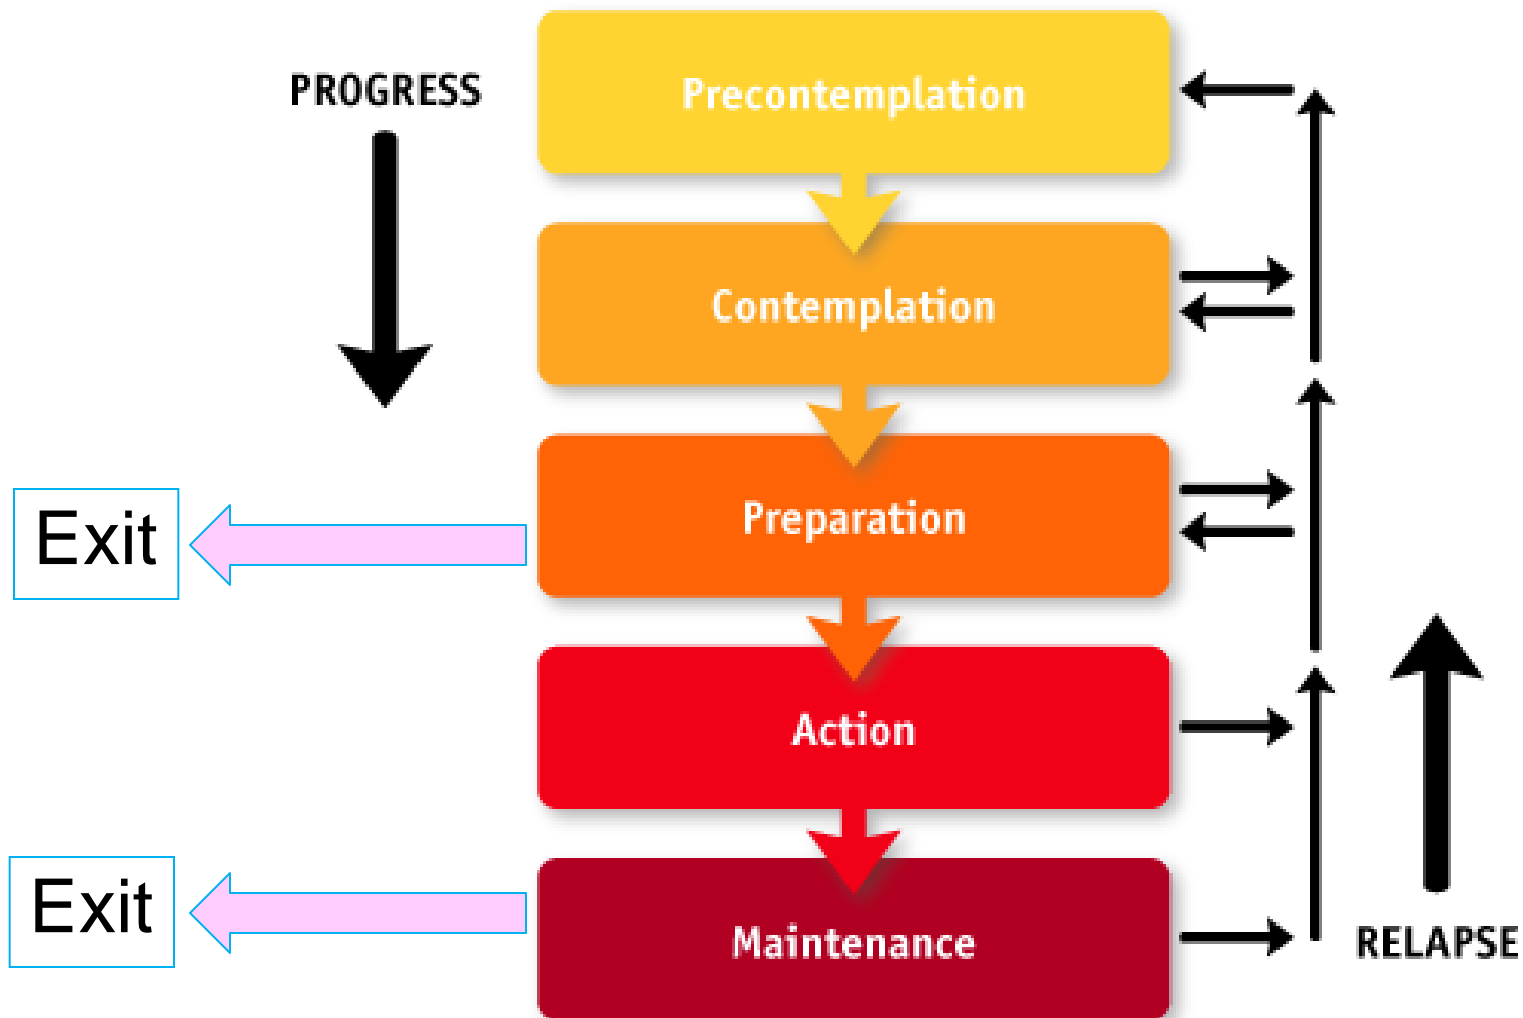 PROGRESS
Precontemplation
Contemplation
Exit
Preparation
Action
Exit
Maintenance
RELAPSE